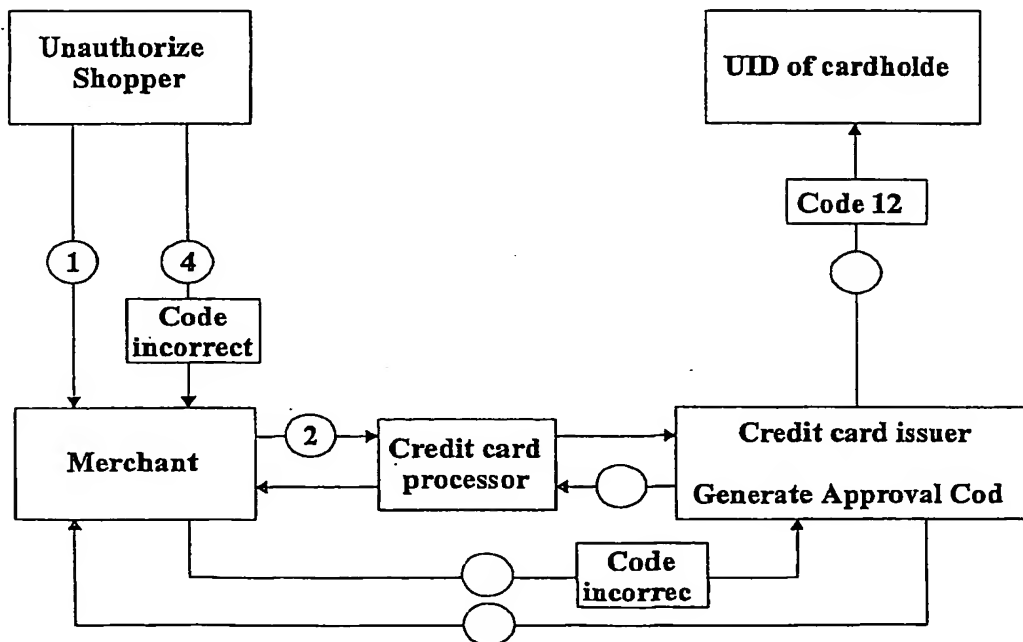 Unauthorize
Shopper
UID of cardholde
Code 12
1
4
Code
incorrect
Merchant
2
Credit card
processor
Credit card issuer
Generate Approval Cod
Code
incorrec